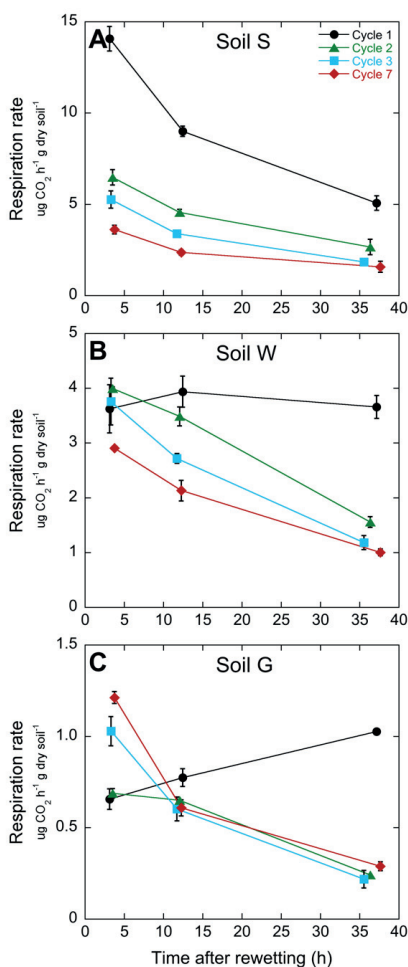 A
Soil S
Cycle 1
Cycle 2
Cycle 3
Cycle 7
15
10
5
0
Respiration rate
ug CO₂ h⁻¹ g dry soil⁻¹
0 5 10 15 20 25 30 35 40
B
Soil W
5
4
3
2
1
0
Respiration rate
ug CO₂ h⁻¹ g dry soil⁻¹
0 5 10 15 20 25 30 35 40
C
Soil G
1.5
1.0
0.5
0
Respiration rate
ug CO₂ h⁻¹ g dry soil⁻¹
0 5 10 15 20 25 30 35 40
Time after rewetting (h)